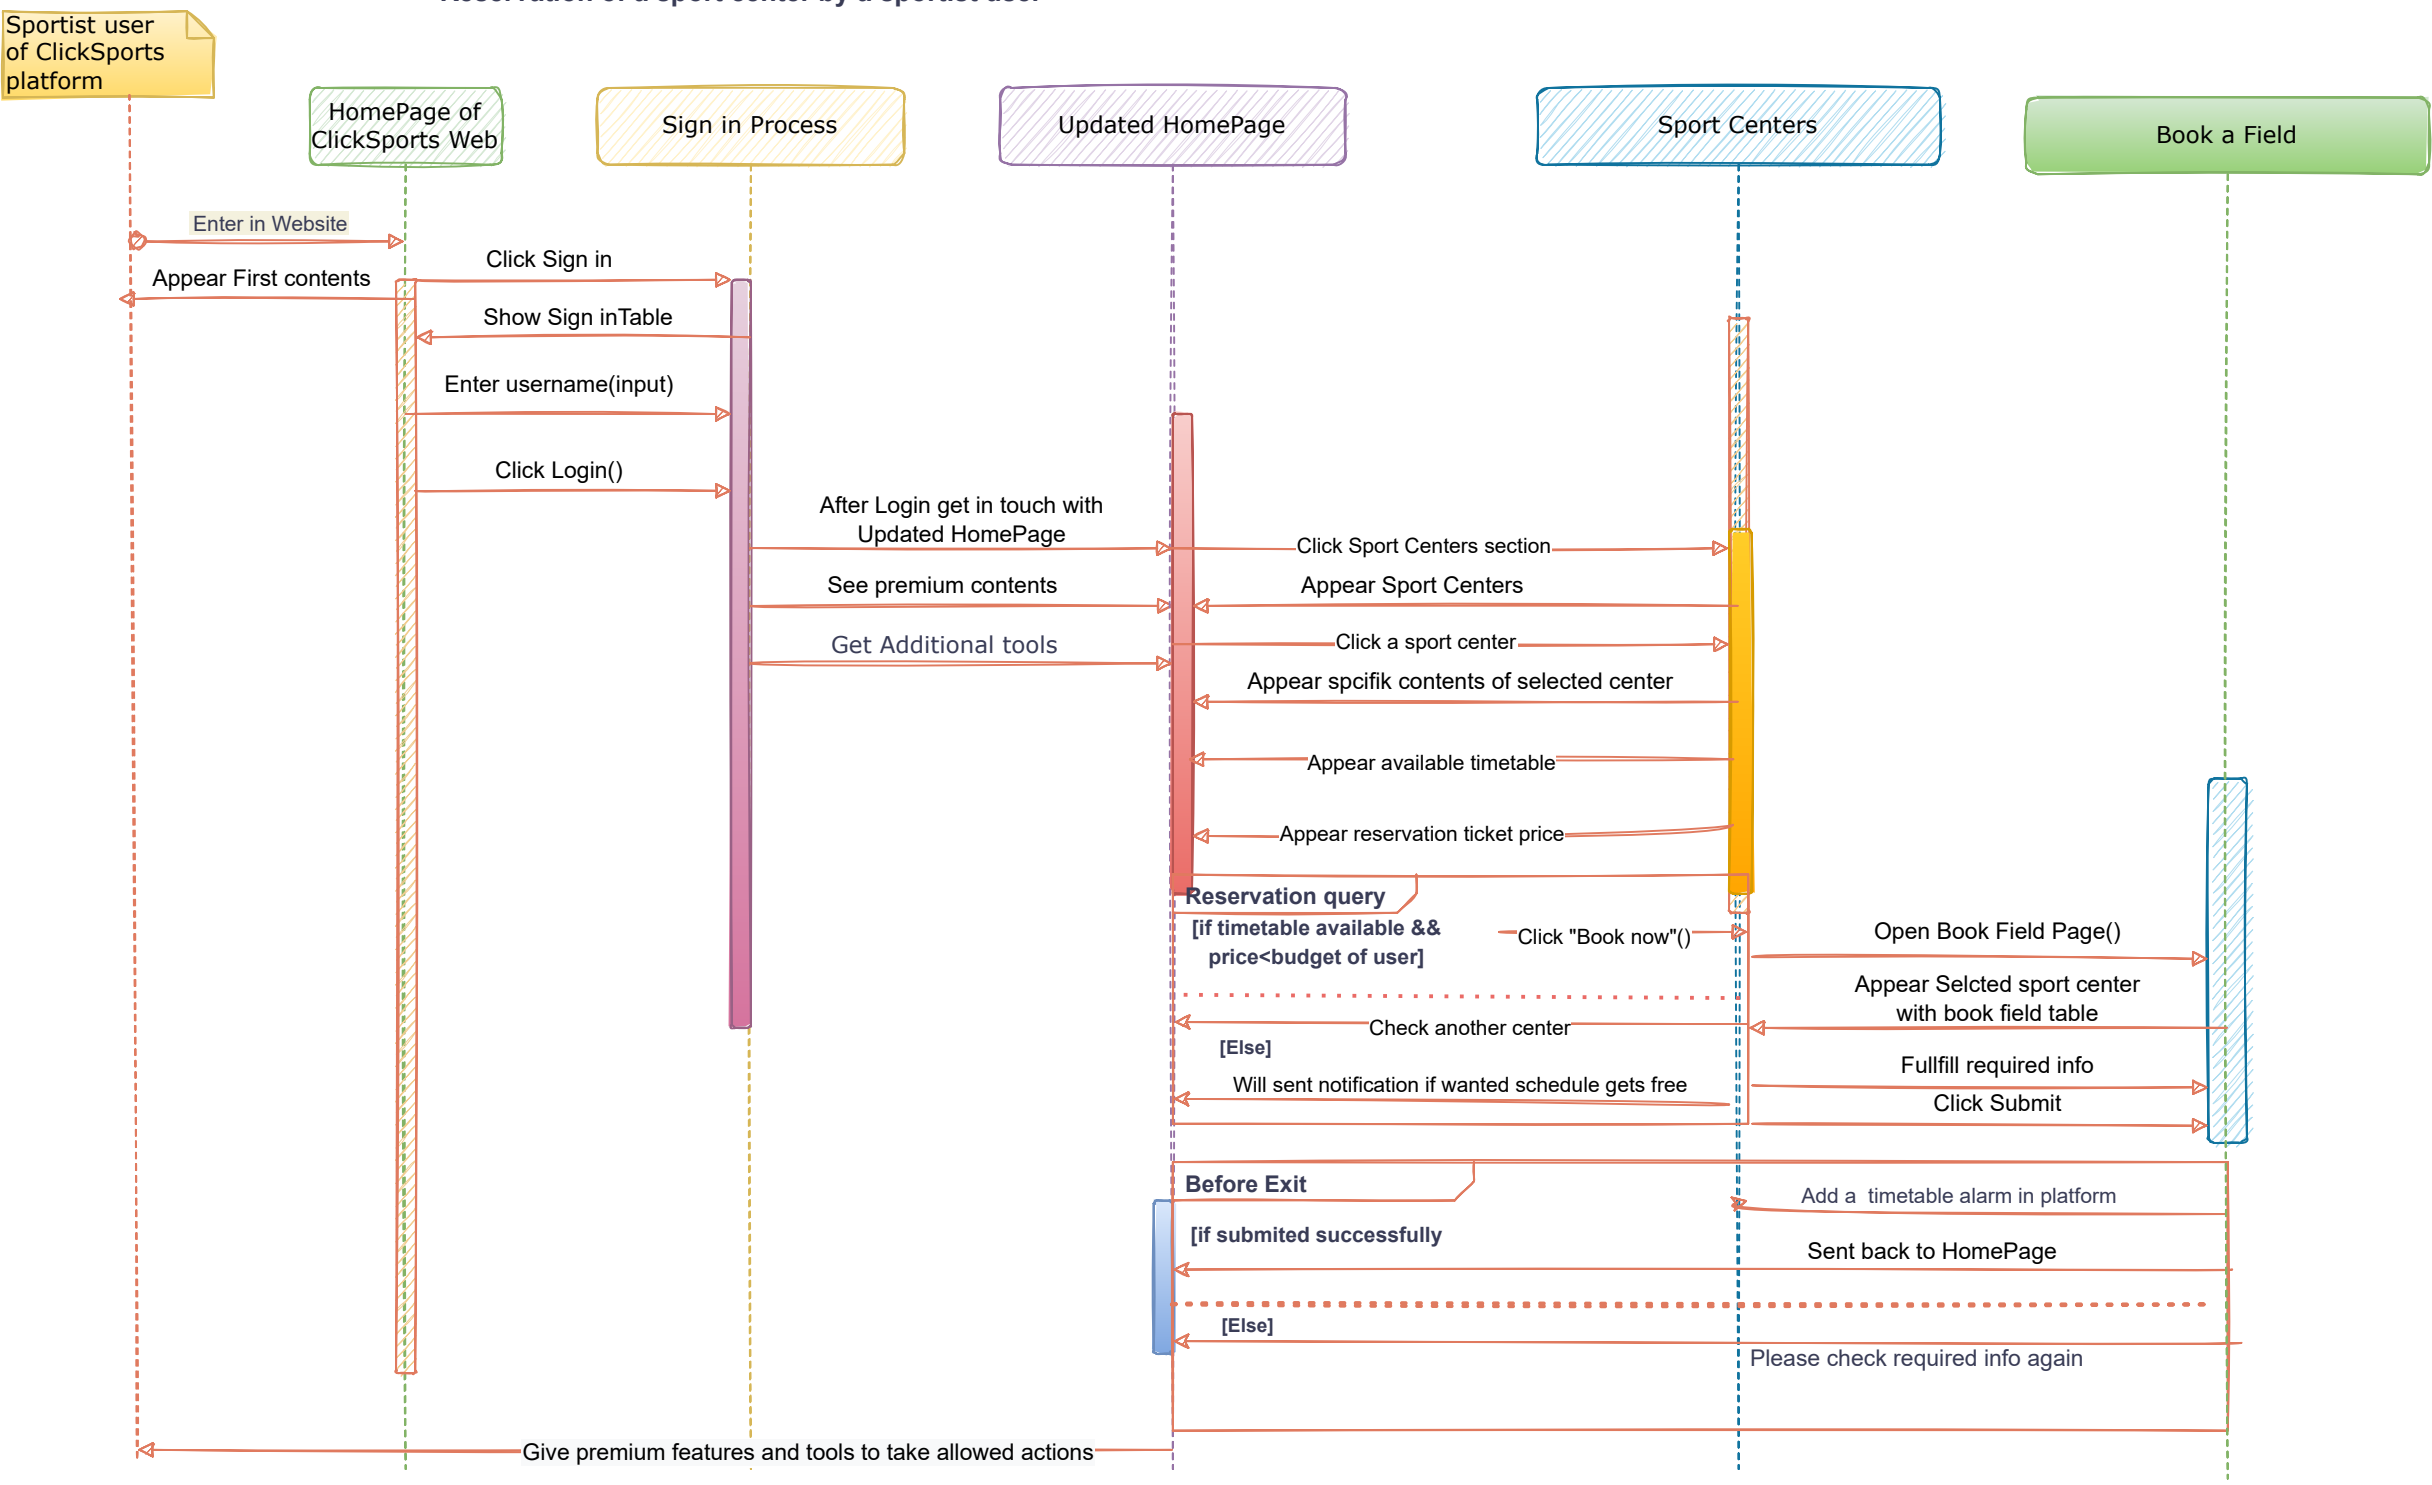 Reservation of a sport center by a sportist user
Sportist user
of ClickSports
platform
HomePage of
ClickSports Web
Sign in Process
Updated HomePage
Sport Centers
Book a Field
Enter in Website
Click Sign in
Appear First contents
Show Sign inTable
Enter username(input)
Click Login()
After Login get in touch with
Updated HomePage
Click Sport Centers section
See premium contents
Appear Sport Centers
Get Additional tools
Click a sport center
Appear spcifik contents of selected center
Appear available timetable
Appear reservation ticket price
Reservation query
[if timetable available &&
price<budget of user]
Click "Book now"()
Open Book Field Page()
Appear Selcted sport center
with book field table
Check another center
[Else]
Fullfill required info
Will sent notification if wanted schedule gets free
Click Submit
Before Exit
Add a  timetable alarm in platform
[if submited successfully
Sent back to HomePage
[Else]
Please check required info again
Give premium features and tools to take allowed actions